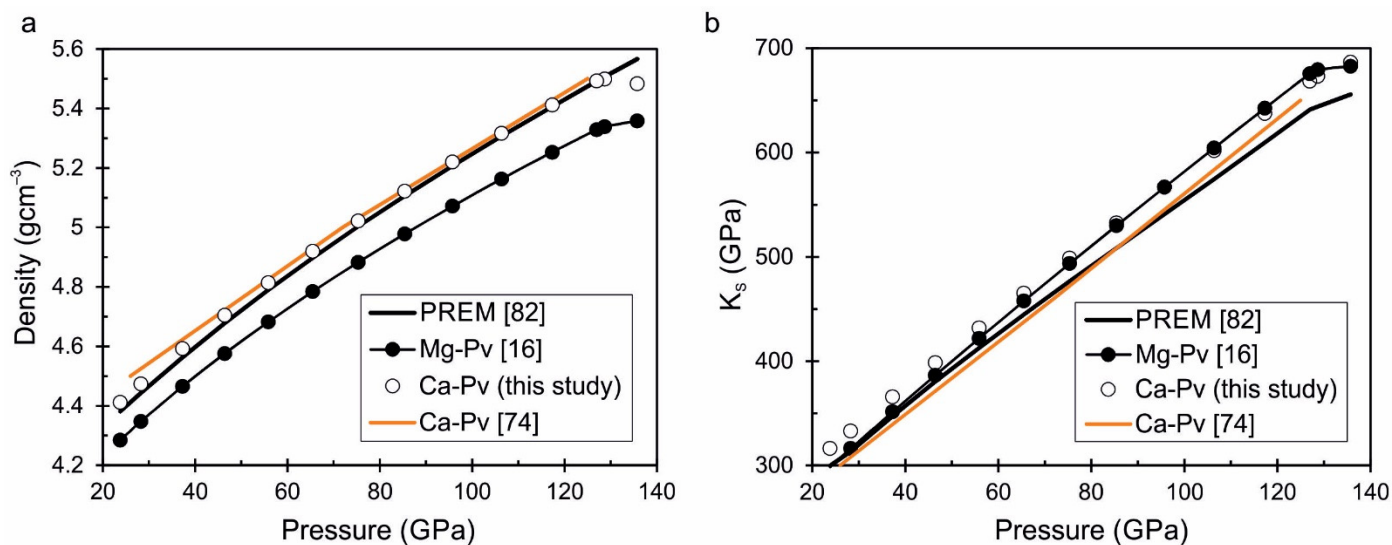 a
5.6
5.4
5.2
5
4.8
4.6
4.4
4.2
Density (gcm⁻³)
PREM [82]
Mg-Pv [16]
Ca-Pv (this study)
Ca-Pv [74]
20 40 60 80 100 120 140
Pressure (GPa)
b
700
600
500
400
300
Kₛ (GPa)
PREM [82]
Mg-Pv [16]
Ca-Pv (this study)
Ca-Pv [74]
20 40 60 80 100 120 140
Pressure (GPa)